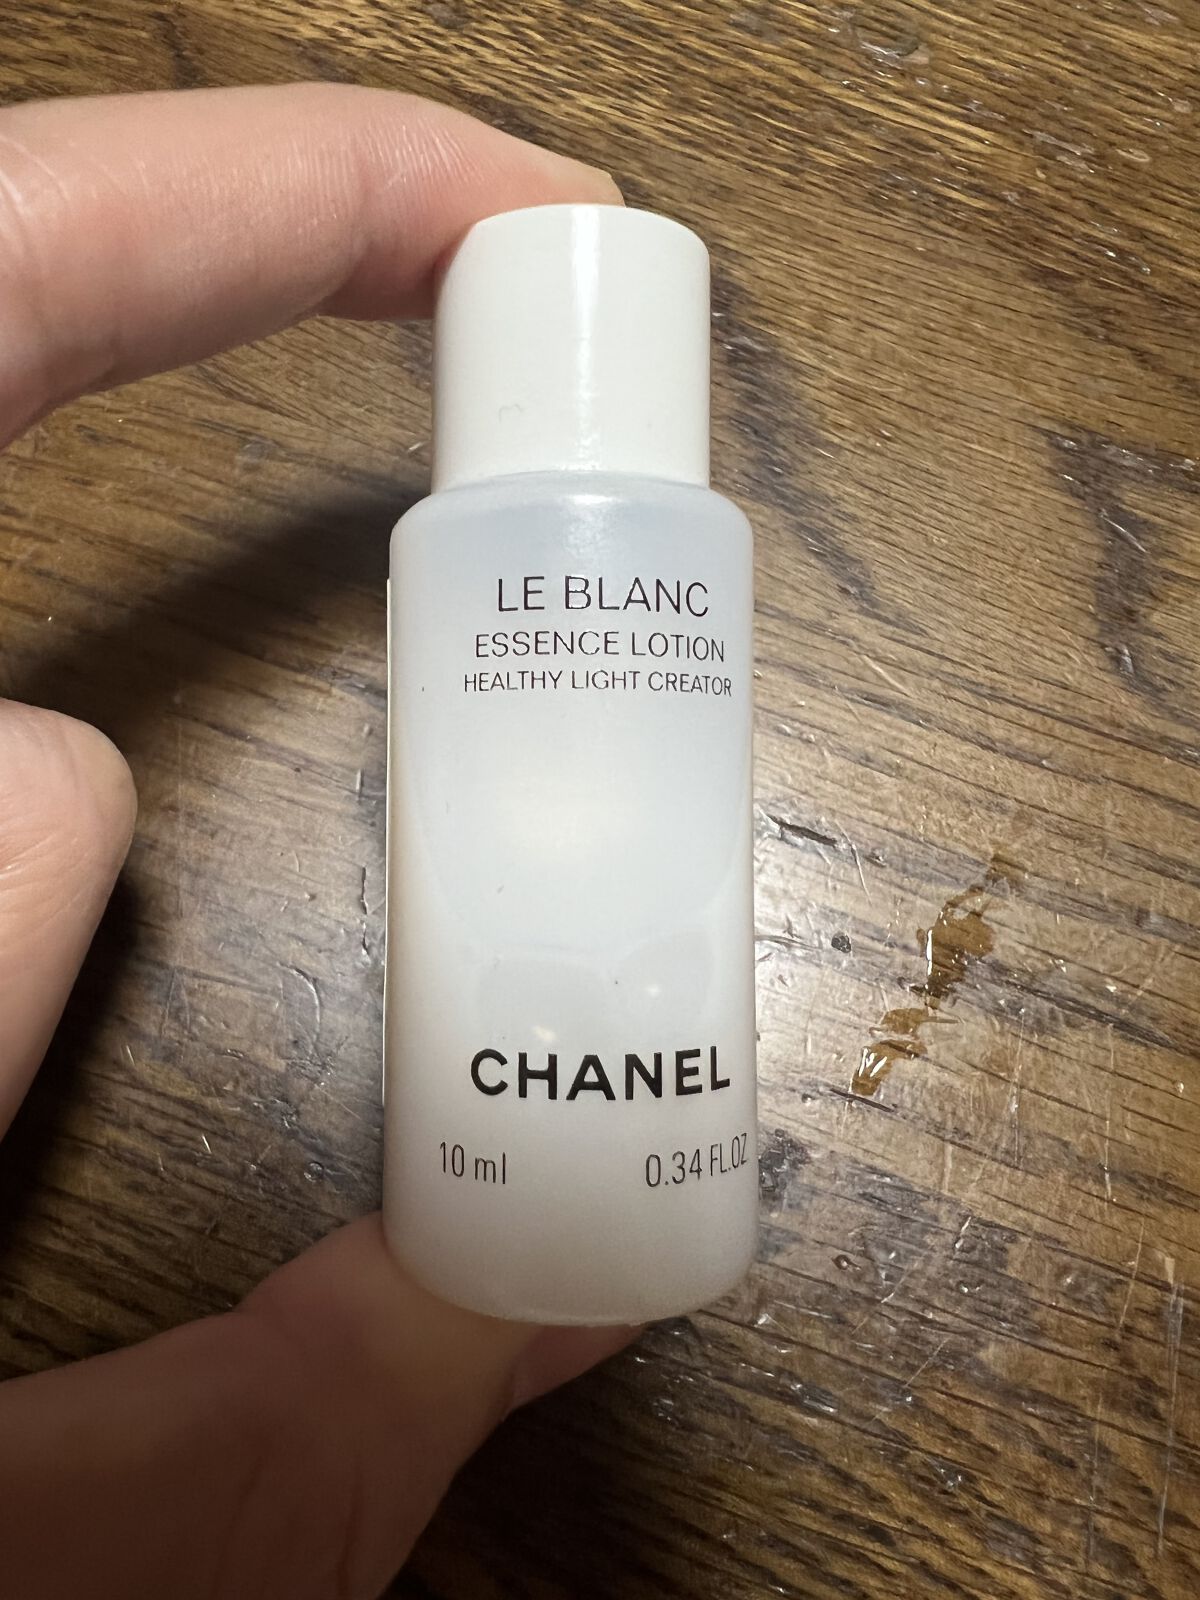 LE BLANC
ESSENCE LOTION
HEALTHY LIGHT CREATOR
CHANEL
10 ml 0.34 FL.OZ